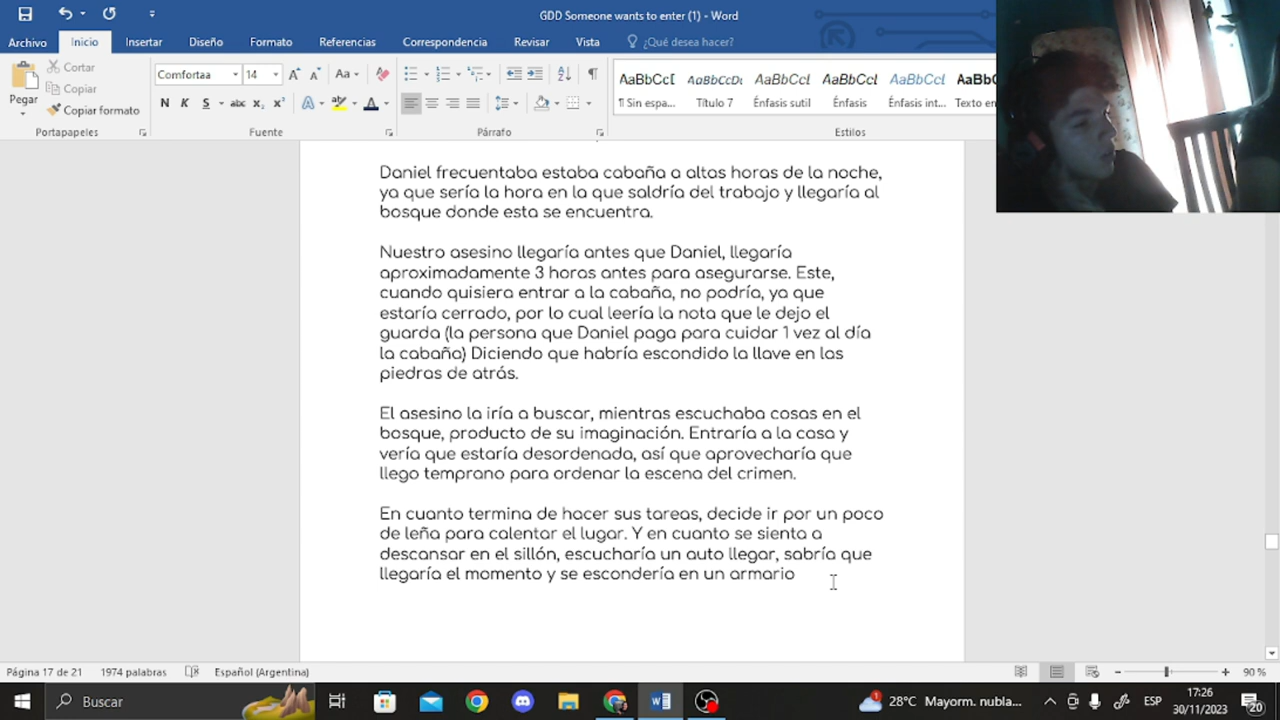 GDD Someone wants to enter (1) - Word
Archivo Inicio Insertar Diseño Formato Referencias Correspondencia Revisar Vista ¿Qué desea hacer?
Pegar
Cortar
Copiar
Copiar formato
Portapapeles
Comfortaa 14
Aa
N K S abc x₂ x²
Fuente
Párrafo
AaBbCcD AaBbCcDc AaBbCcI AaBbCcI AaBbCcI AaBbCc
¶ Sin espa... Título 7 Énfasis sutil Énfasis Énfasis int... Texto en
Estilos
Daniel frecuentaba estaba cabaña a altas horas de la noche,
ya que sería la hora en la que saldría del trabajo y llegaría al
bosque donde esta se encuentra.
Nuestro asesino llegaría antes que Daniel, llegaría
aproximadamente 3 horas antes para asegurarse. Este,
cuando quisiera entrar a la cabaña, no podría, ya que
estaría cerrado, por lo cual leería la nota que le dejo el
guarda (la persona que Daniel paga para cuidar 1 vez al día
la cabaña) Diciendo que habría escondido la llave en las
piedras de atrás.
El asesino la iría a buscar, mientras escuchaba cosas en el
bosque, producto de su imaginación. Entraría a la casa y
vería que estaría desordenada, así que aprovecharía que
llego temprano para ordenar la escena del crimen.
En cuanto termina de hacer sus tareas, decide ir por un poco
de leña para calentar el lugar. Y en cuanto se sienta a
descansar en el sillón, escucharía un auto llegar, sabría que
llegaría el momento y se escondería en un armario
Página 17 de 21 1974 palabras Español (Argentina) 90 %
Buscar
28°C Mayorm. nubla... ESP 17:26
30/11/2023 20